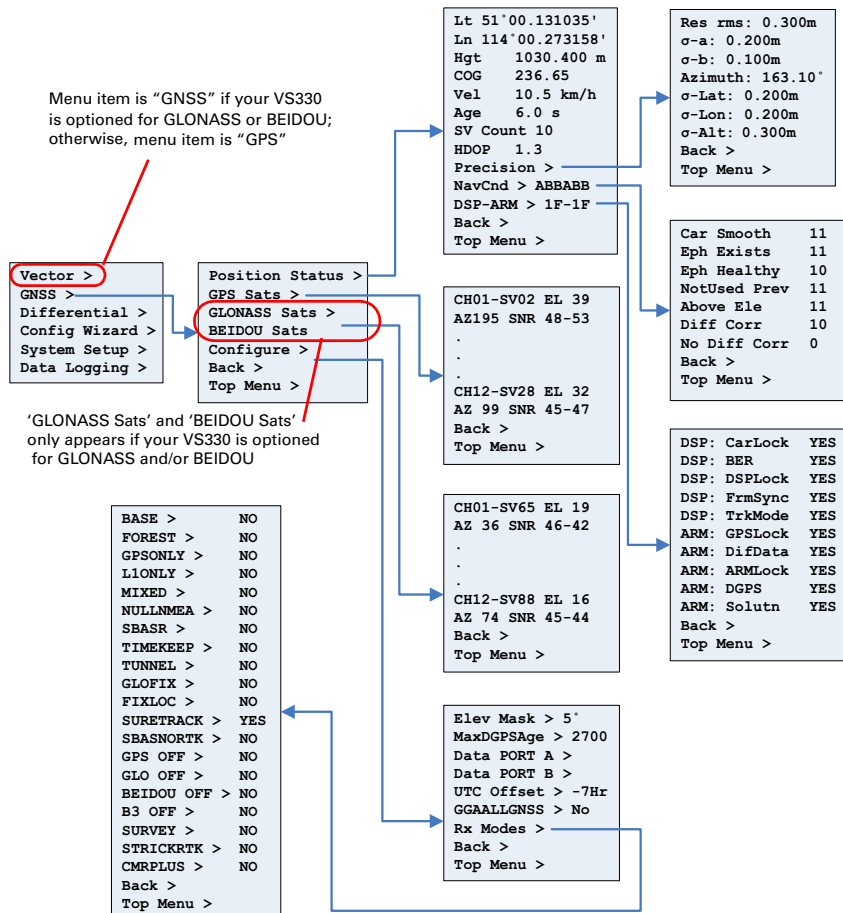 Menu item is “GNSS” if your VS330
is optioned for GLONASS or BEIDOU;
otherwise, menu item is “GPS”
Vector >
GNSS >
Differential >
Config Wizard >
System Setup >
Data Logging >
Position Status >
GPS Sats >
GLONASS Sats >
BEIDOU Sats
Configure >
Back >
Top Menu >
‘GLONASS Sats’ and ‘BEIDOU Sats’
only appears if your VS330 is optioned
for GLONASS and/or BEIDOU
Lt 51°00.131035'
Ln 114°00.273158'
Hgt 1030.400 m
COG 236.65
Vel 10.5 km/h
Age 6.0 s
SV Count 10
HDOP 1.3
Precision >
NavCnd > ABBABB
DSP-ARM > 1F-1F
Back >
Top Menu >
Res rms: 0.300m
σ-a: 0.200m
σ-b: 0.100m
Azimuth: 163.10°
σ-Lat: 0.200m
σ-Lon: 0.200m
σ-Alt: 0.300m
Back >
Top Menu >
Car Smooth 11
Eph Exists 11
Eph Healthy 10
NotUsed Prev 11
Above Ele 11
Diff Corr 10
No Diff Corr 0
Back >
Top Menu >
DSP: CarLock YES
DSP: BER YES
DSP: DSPLock YES
DSP: FrmSync YES
DSP: TrkMode YES
ARM: GPSLock YES
ARM: DifData YES
ARM: ARMLock YES
ARM: DGPS YES
ARM: Solutn YES
Back >
Top Menu >
CH01-SV02 EL 39
AZ195 SNR 48-53
.
.
.
CH12-SV28 EL 32
AZ 99 SNR 45-47
Back >
Top Menu >
CH01-SV65 EL 19
AZ 36 SNR 46-42
.
.
.
CH12-SV88 EL 16
AZ 74 SNR 45-44
Back >
Top Menu >
Elev Mask > 5°
MaxDGPSAge > 2700
Data PORT A >
Data PORT B >
UTC Offset > -7Hr
GGAALLGNSS > No
Rx Modes >
Back >
Top Menu >
BASE > NO
FOREST > NO
GPSONLY > NO
L1ONLY > NO
MIXED > NO
NULLNMEA > NO
SBASR > NO
TIMEKEEP > NO
TUNNEL > NO
GLOFIX > NO
FIXLOC > NO
SURETRACK > YES
SBASNORTK > NO
GPS OFF > NO
GLO OFF > NO
BEIDOU OFF > NO
B3 OFF > NO
SURVEY > NO
STRICKRTK > NO
CMRPLUS > NO
Back >
Top Menu >